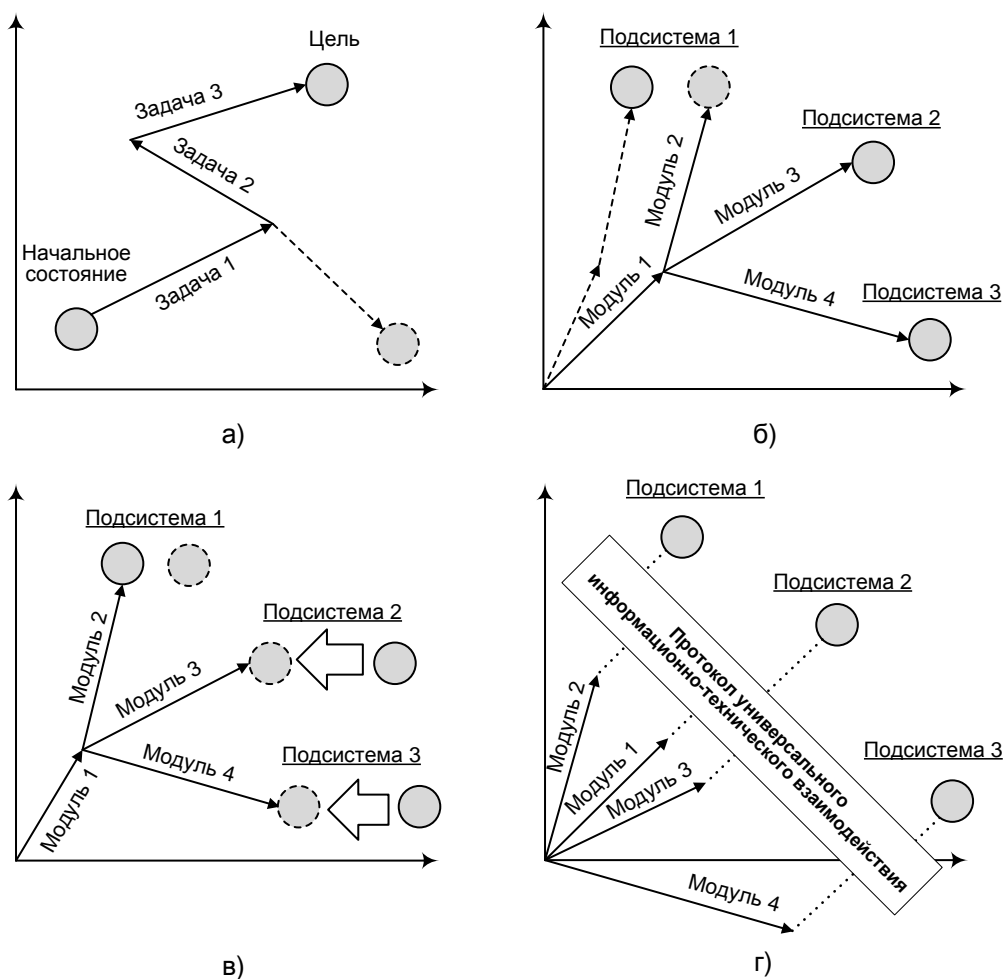 Цель
Задача 3
Задача 2
Начальное
состояние
Задача 1
а)
Подсистема 1
Подсистема 2
Модуль 2
Модуль 3
Модуль 1
Модуль 4
Подсистема 3
б)
Подсистема 1
Подсистема 2
Модуль 2
Модуль 3
Модуль 4
Подсистема 3
Модуль 1
в)
Подсистема 1
Подсистема 2
Протокол универсального
информационно-технического взаимодействия
Модуль 2
Модуль 1
Модуль 3
Подсистема 3
Модуль 4
г)